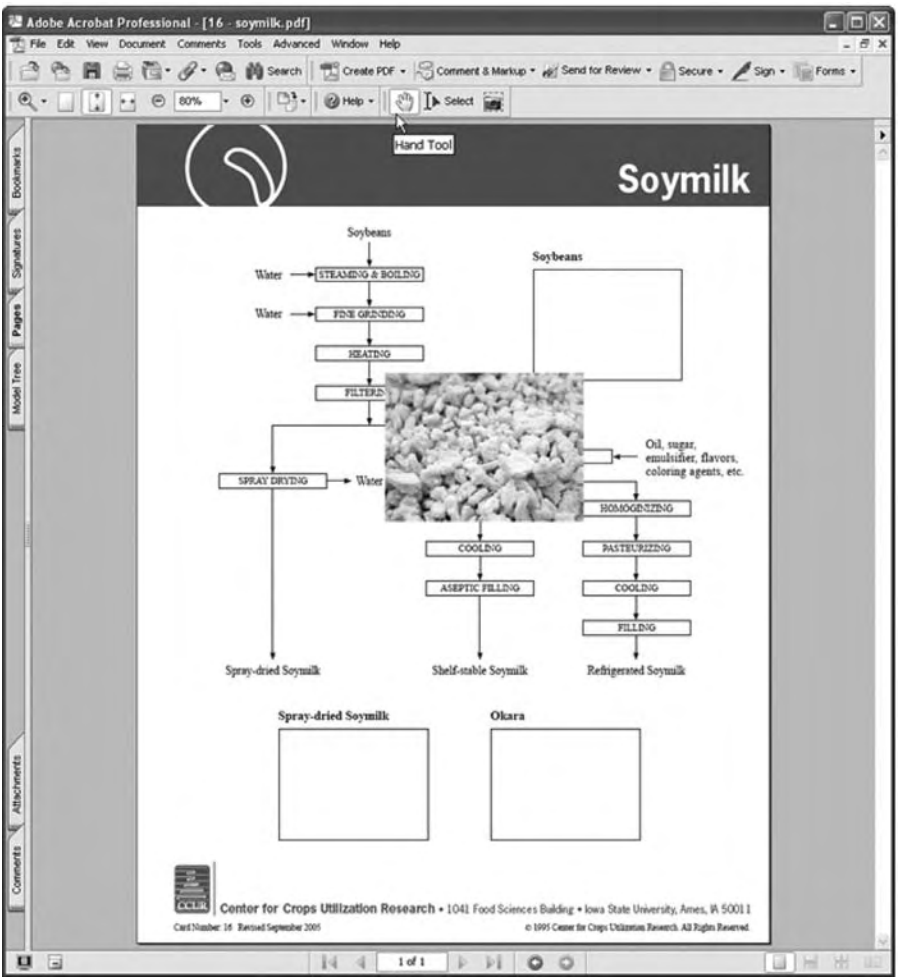 Adobe Acrobat Professional - [16 - soymilk.pdf]
File Edit View Document Comments Tools Advanced Window Help
Search Create PDF Comment & Markup Send for Review Secure Sign Forms
80% Help Select
Hand Tool
Bookmarks
Signatures
Pages
Model Tree
Attachments
Comments
Soymilk
Soybeans
Water STEAMING & BOILING
Water FINE GRINDING
HEATING
FILTERIN
Soybeans
Oil, sugar,
emulsifier, flavors,
coloring agents, etc.
SPRAY DRYING Water
HOMOGINIZING
COOLING PASTEURIZING
ASEPTIC FILLING COOLING
FILLING
Spray-dried Soymilk Shelf-stable Soymilk Refrigerated Soymilk
Spray-dried Soymilk Okara
CCUR
Center for Crops Utilization Research • 1041 Food Sciences Building • Iowa State University, Ames, IA 50011
Card Number: 16 Revised September 2005 © 1995 Center for Crops Utilization Research. All Rights Reserved.
1 of 1